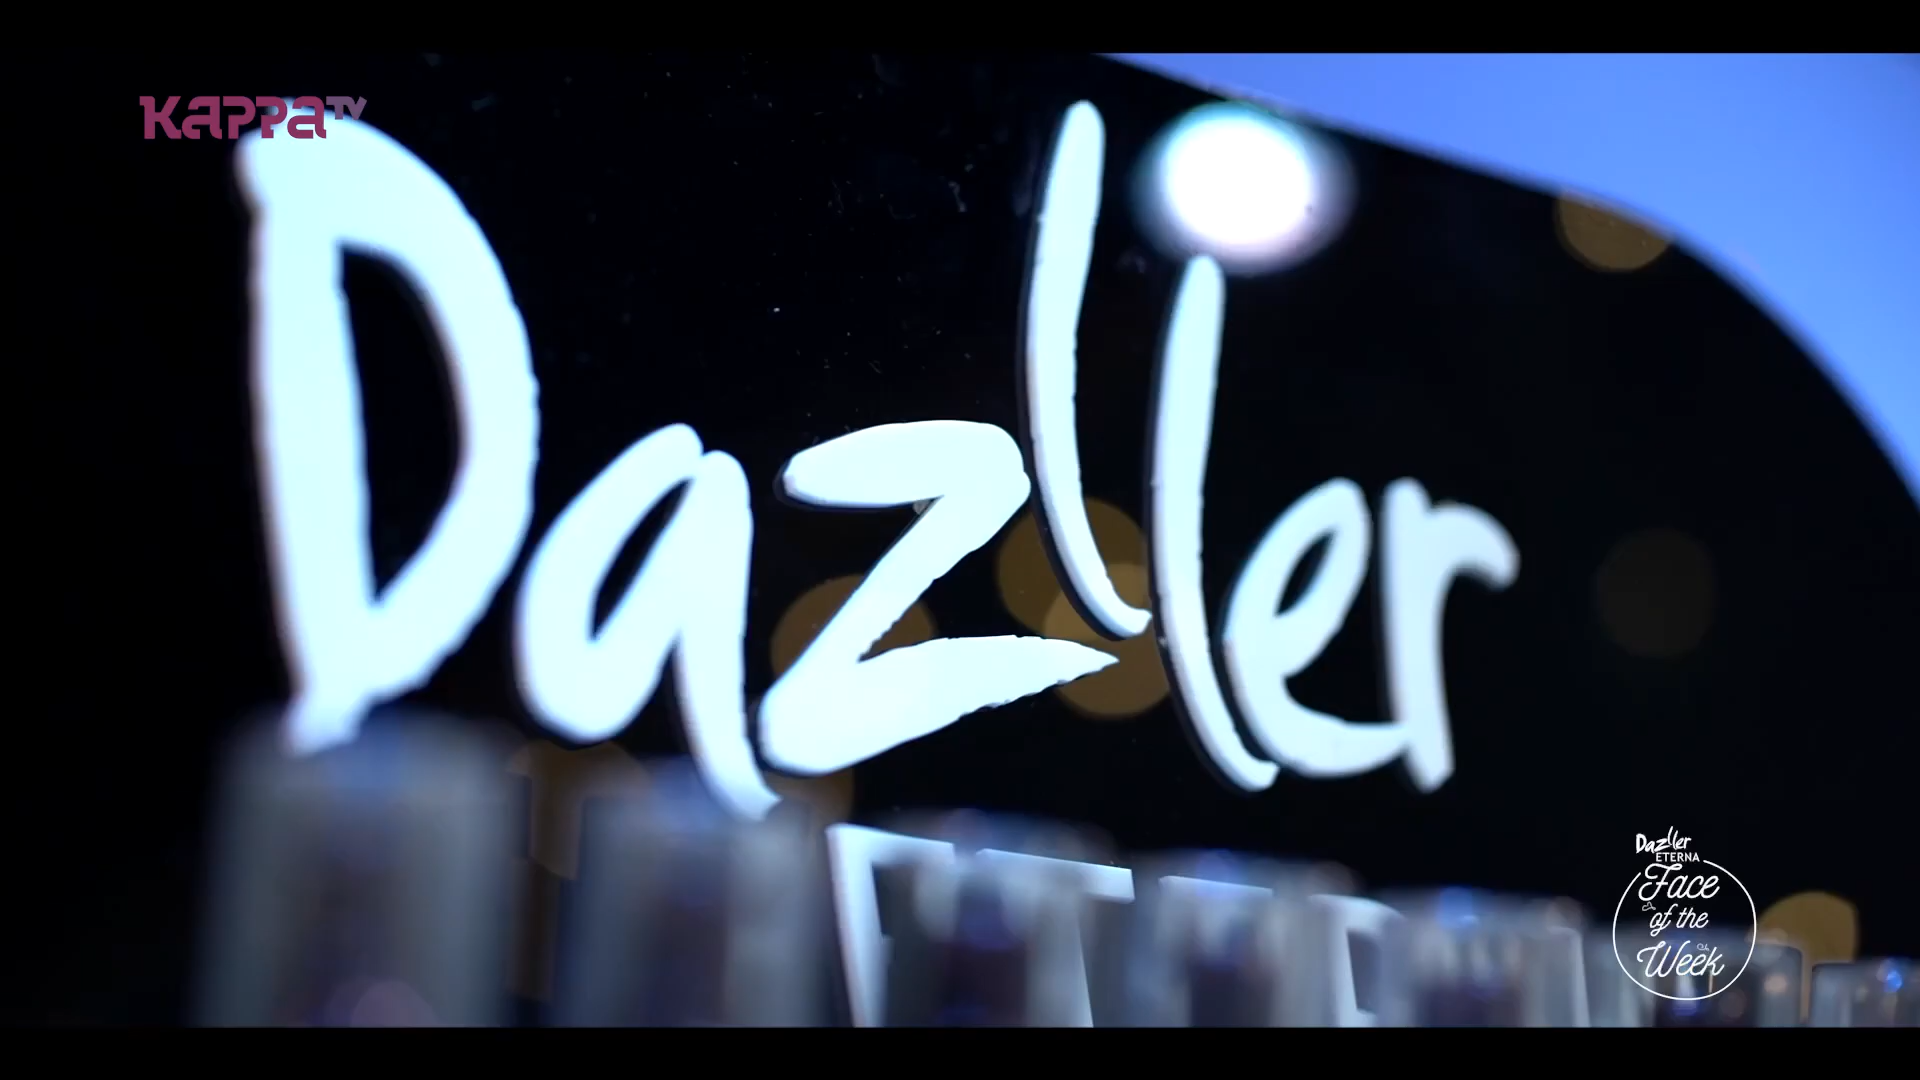 KAPPA TV
Dazller
Dazller
ETERNA
Face
of the
Week